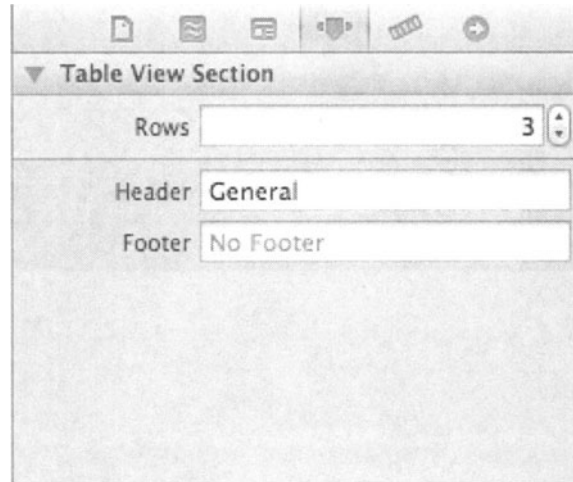 Table View Section
Rows 3
Header General
Footer No Footer